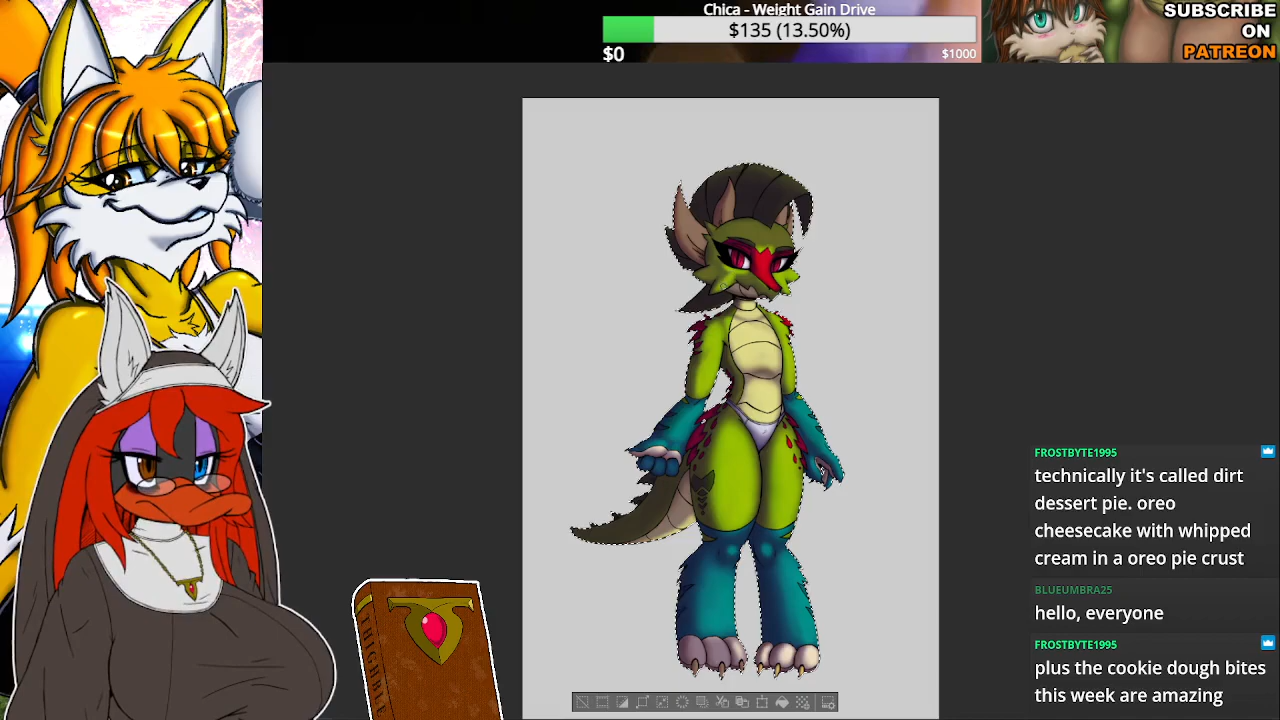 Chica - Weight Gain Drive
$135 (13.50%)
$0
$1000
SUBSCRIBE
ON
PATREON
FROSTBYTE1995
technically it's called dirt
dessert pie. oreo
cheesecake with whipped
cream in a oreo pie crust
BLUEUMBRA25
hello, everyone
FROSTBYTE1995
plus the cookie dough bites
this week are amazing
THIGHBLE